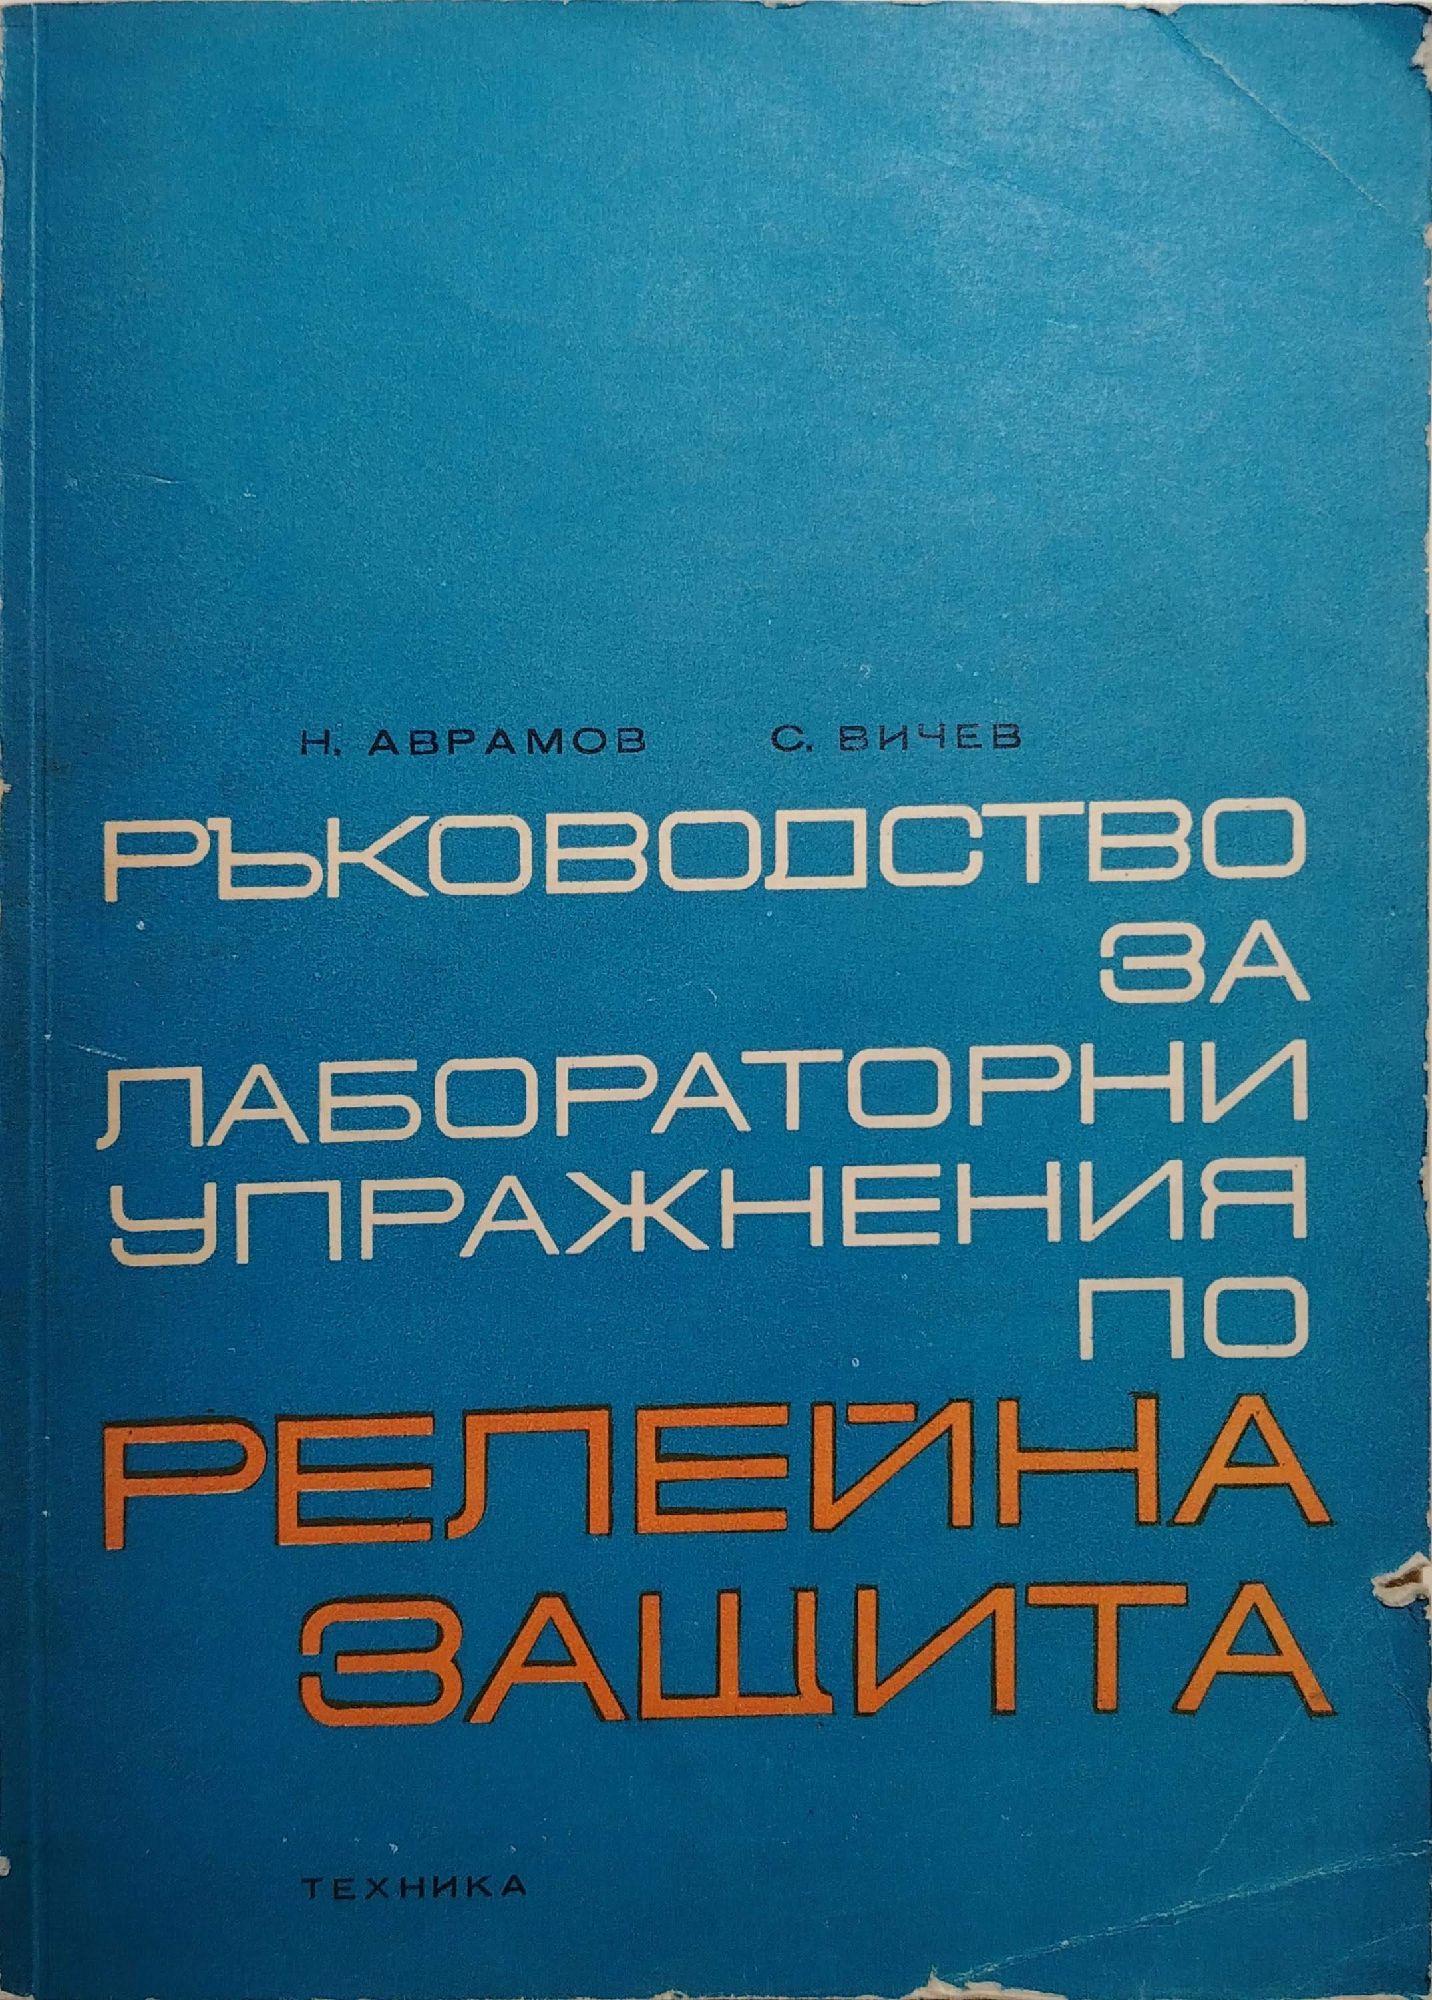 Н. АВРАМОВ С. ВИЧЕВ
РЪКОВОДСТВО
ЗА
ЛАБОРАТОРНИ
УПРАЖНЕНИЯ
ПО
РЕЛЕЙНА
ЗАЩИТА
ТЕХНИКА